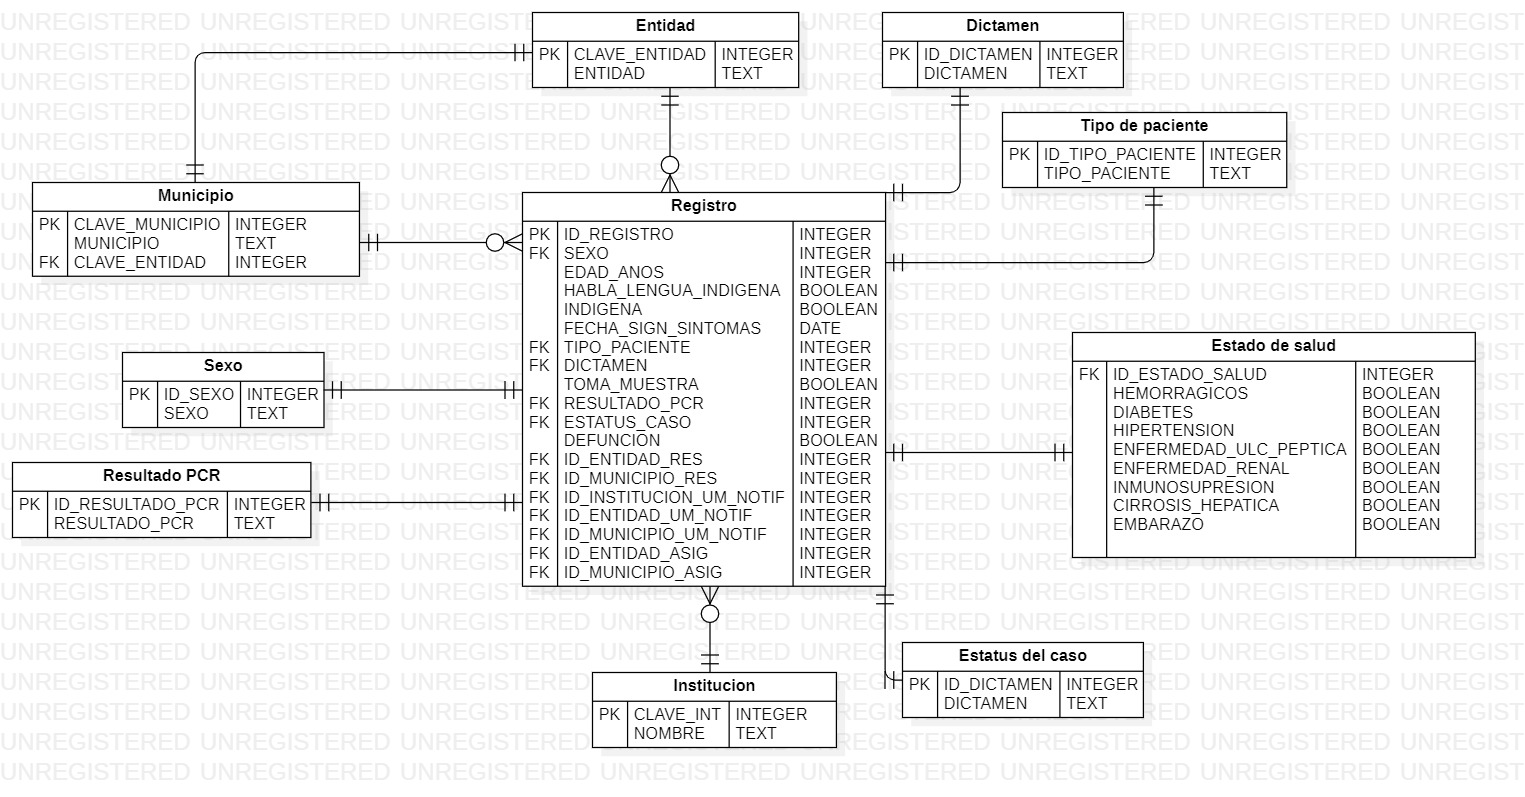 Entidad
PK CLAVE_ENTIDAD INTEGER
ENTIDAD TEXT
Dictamen
PK ID_DICTAMEN INTEGER
DICTAMEN TEXT
Tipo de paciente
PK ID_TIPO_PACIENTE INTEGER
TIPO_PACIENTE TEXT
Municipio
PK CLAVE_MUNICIPIO INTEGER
MUNICIPIO TEXT
FK CLAVE_ENTIDAD INTEGER
Registro
PK ID_REGISTRO INTEGER
FK SEXO INTEGER
EDAD_ANOS INTEGER
HABLA_LENGUA_INDIGENA BOOLEAN
INDIGENA BOOLEAN
FECHA_SIGN_SINTOMAS DATE
FK TIPO_PACIENTE INTEGER
FK DICTAMEN INTEGER
TOMA_MUESTRA BOOLEAN
FK RESULTADO_PCR INTEGER
FK ESTATUS_CASO INTEGER
DEFUNCION BOOLEAN
FK ID_ENTIDAD_RES INTEGER
FK ID_MUNICIPIO_RES INTEGER
FK ID_INSTITUCION_UM_NOTIF INTEGER
FK ID_ENTIDAD_UM_NOTIF INTEGER
FK ID_MUNICIPIO_UM_NOTIF INTEGER
FK ID_ENTIDAD_ASIG INTEGER
FK ID_MUNICIPIO_ASIG INTEGER
Sexo
PK ID_SEXO INTEGER
SEXO TEXT
Estado de salud
FK ID_ESTADO_SALUD INTEGER
HEMORRAGICOS BOOLEAN
DIABETES BOOLEAN
HIPERTENSION BOOLEAN
ENFERMEDAD_ULC_PEPTICA BOOLEAN
ENFERMEDAD_RENAL BOOLEAN
INMUNOSUPRESION BOOLEAN
CIRROSIS_HEPATICA BOOLEAN
EMBARAZO BOOLEAN
Resultado PCR
PK ID_RESULTADO_PCR INTEGER
RESULTADO_PCR TEXT
Estatus del caso
PK ID_DICTAMEN INTEGER
DICTAMEN TEXT
Institucion
PK CLAVE_INT INTEGER
NOMBRE TEXT
UNREGISTERED